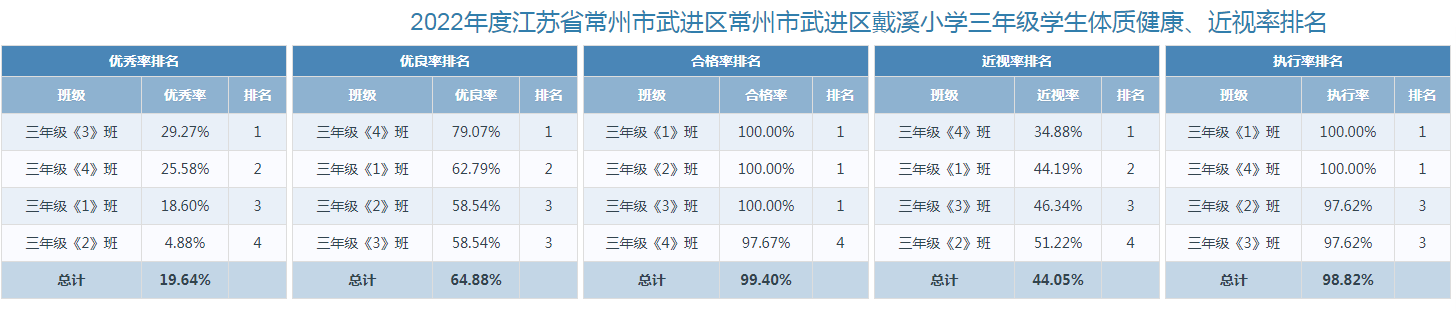 2022年度江苏省常州市武进区常州市武进区戴溪小学三年级学生体质健康、近视率排名
优秀率排名 优良率排名 合格率排名 近视率排名 执行率排名
班级 优秀率 排名 班级 优良率 排名 班级 合格率 排名 班级 近视率 排名 班级 执行率 排名
三年级《3》班 29.27% 1 三年级《4》班 79.07% 1 三年级《1》班 100.00% 1 三年级《4》班 34.88% 1 三年级《1》班 100.00% 1
三年级《4》班 25.58% 2 三年级《1》班 62.79% 2 三年级《2》班 100.00% 1 三年级《1》班 44.19% 2 三年级《4》班 100.00% 1
三年级《1》班 18.60% 3 三年级《2》班 58.54% 3 三年级《3》班 100.00% 1 三年级《3》班 46.34% 3 三年级《2》班 97.62% 3
三年级《2》班 4.88% 4 三年级《3》班 58.54% 3 三年级《4》班 97.67% 4 三年级《2》班 51.22% 4 三年级《3》班 97.62% 3
总计 19.64% 总计 64.88% 总计 99.40% 总计 44.05% 总计 98.82%